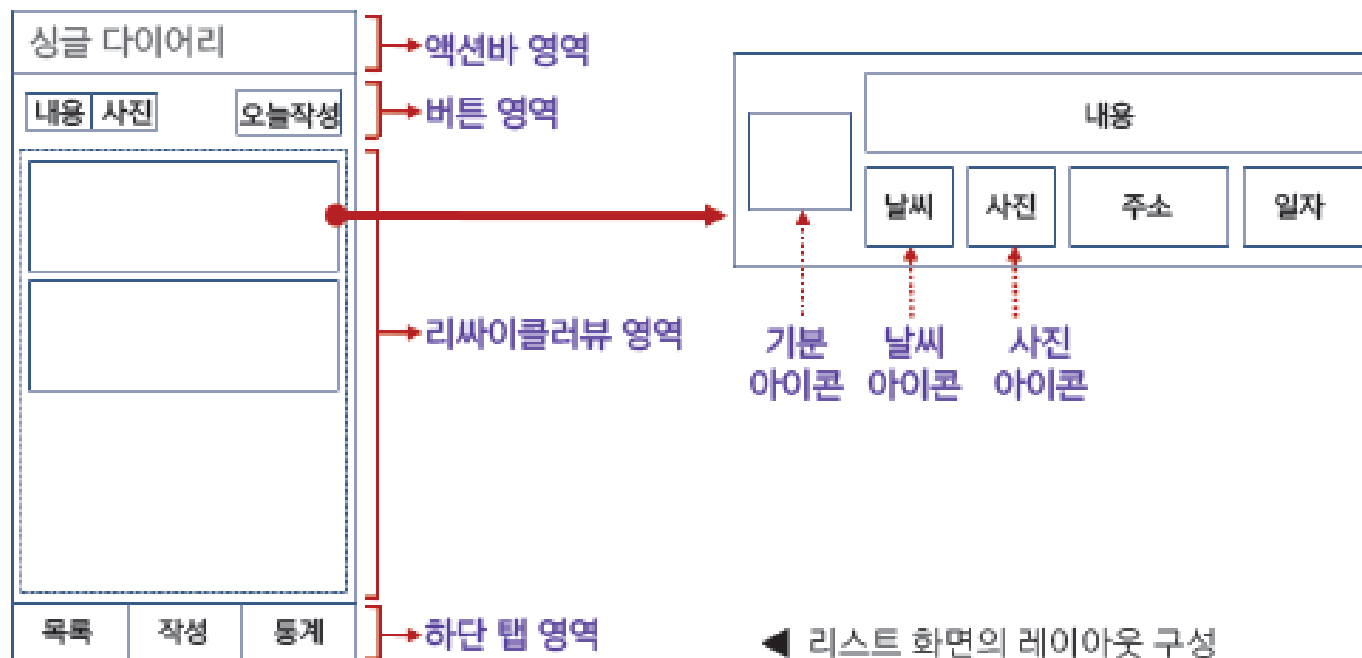 싱글 다이어리
액션바 영역
내용 사진 오늘작성
버튼 영역
리싸이클러뷰 영역
목록 작성 통계
하단 탭 영역
내용
날씨 사진 주소 일자
기분 아이콘
날씨 아이콘
사진 아이콘
◀ 리스트 화면의 레이아웃 구성